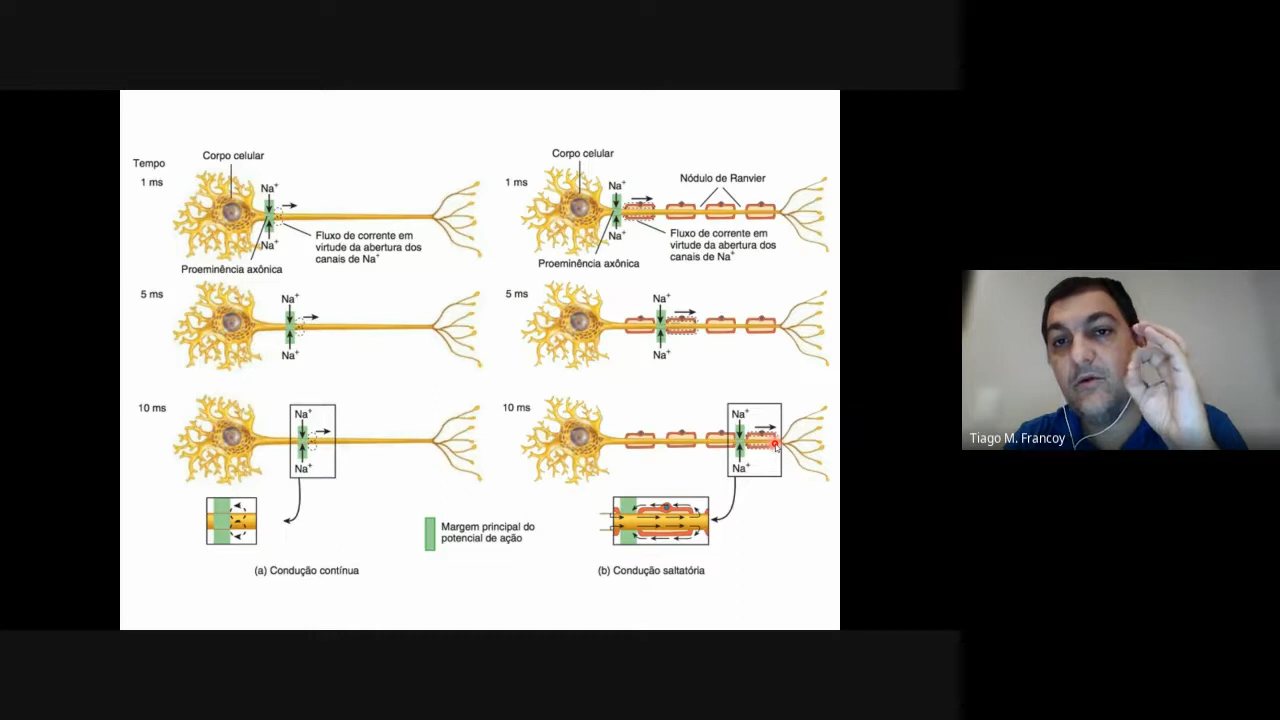 Tempo
Corpo celular
1 ms
Na⁺
Na⁺
Fluxo de corrente em
virtude da abertura dos
canais de Na⁺
Proeminência axônica
5 ms
Na⁺
Na⁺
10 ms
Na⁺
Na⁺
(a) Condução contínua
Corpo celular
1 ms
Na⁺
Nódulo de Ranvier
Na⁺
Fluxo de corrente em
virtude da abertura dos
canais de Na⁺
Proeminência axônica
5 ms
Na⁺
Na⁺
10 ms
Na⁺
Na⁺
Margem principal do
potencial de ação
(b) Condução saltatória
Tiago M. Francoy